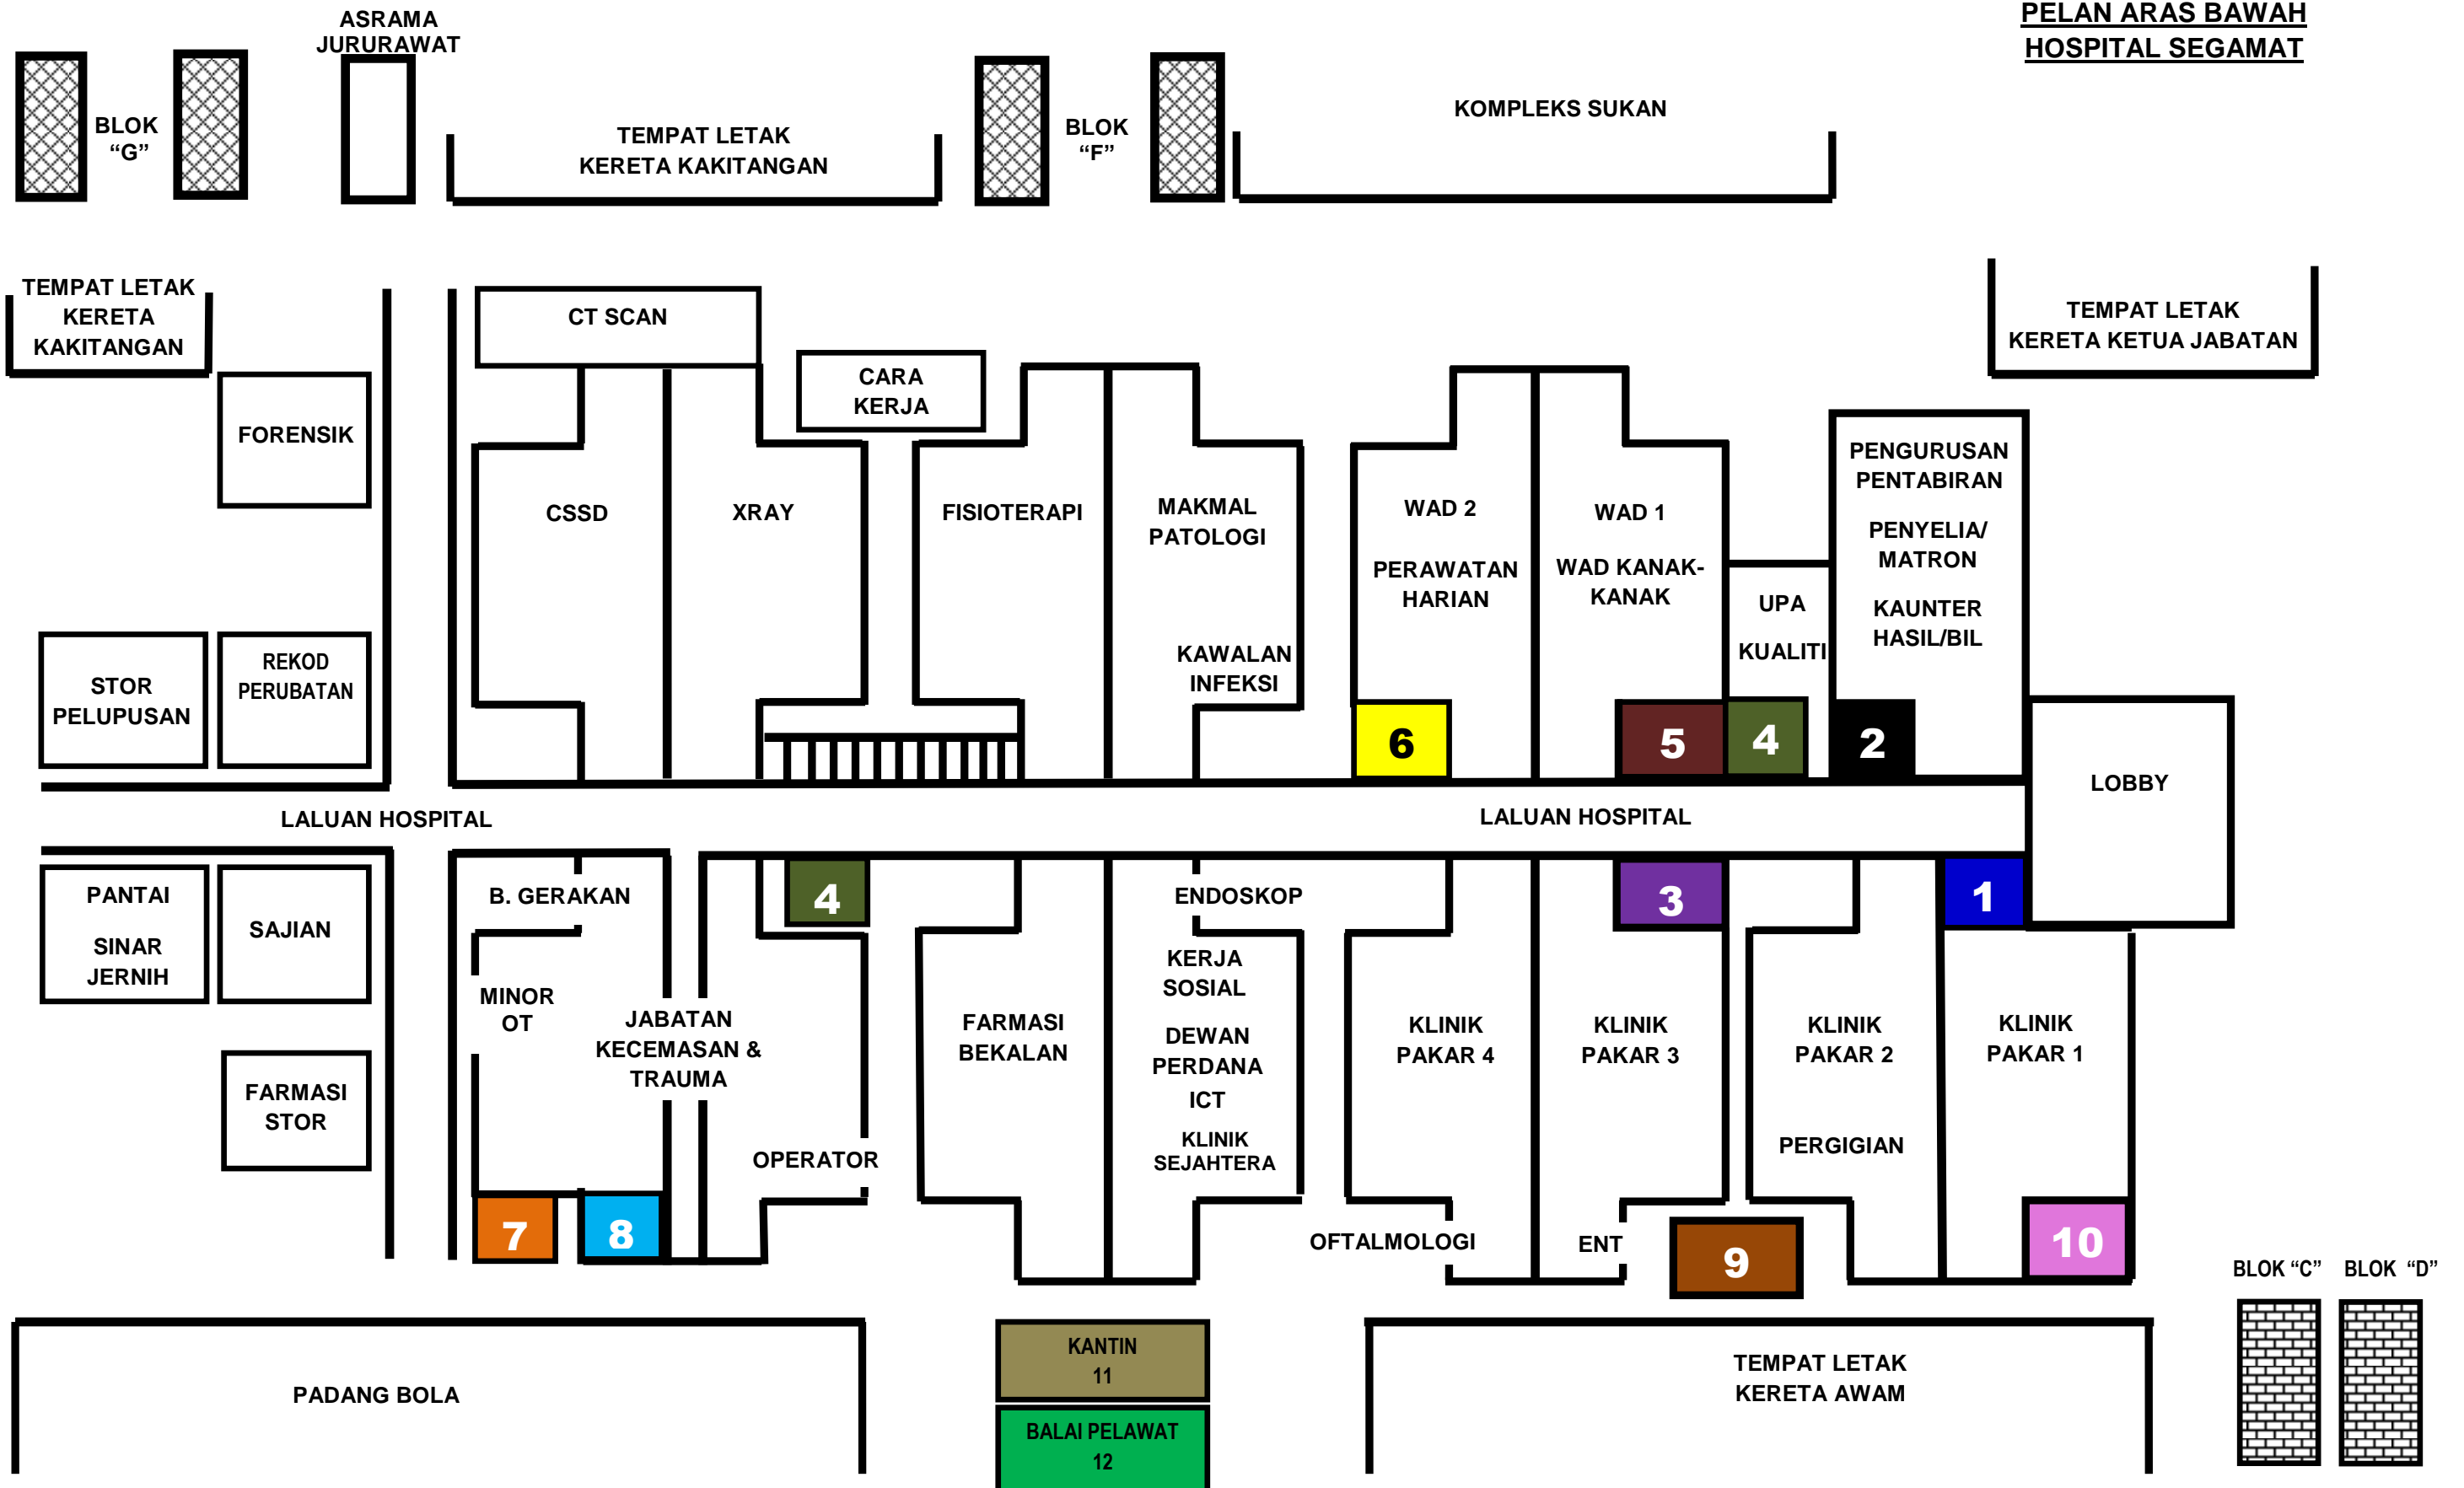 PELAN ARAS BAWAH
HOSPITAL SEGAMAT
ASRAMA
JURURAWAT
BLOK
“G”
TEMPAT LETAK
KERETA KAKITANGAN
BLOK
“F”
KOMPLEKS SUKAN
TEMPAT LETAK
KERETA
KAKITANGAN
CT SCAN
CARA
KERJA
TEMPAT LETAK
KERETA KETUA JABATAN
FORENSIK
CSSD
XRAY
FISIOTERAPI
MAKMAL
PATOLOGI
KAWALAN
INFEKSI
WAD 2
PERAWATAN
HARIAN
WAD 1
WAD KANAK-
KANAK
UPA
KUALITI
PENGURUSAN
PENTABIRAN
PENYELIA/
MATRON
KAUNTER
HASIL/BIL
STOR
PELUPUSAN
REKOD
PERUBATAN
6
5
4
2
LOBBY
LALUAN HOSPITAL
LALUAN HOSPITAL
PANTAI
SINAR
JERNIH
SAJIAN
B. GERAKAN
4
ENDOSKOP
3
1
MINOR
OT
JABATAN
KECEMASAN &
TRAUMA
OPERATOR
FARMASI
BEKALAN
KERJA
SOSIAL
DEWAN
PERDANA
ICT
KLINIK
SEJAHTERA
KLINIK
PAKAR 4
KLINIK
PAKAR 3
KLINIK
PAKAR 2
PERGIGIAN
KLINIK
PAKAR 1
FARMASI
STOR
7
8
OFTALMOLOGI
ENT
9
10
BLOK “C”
BLOK “D”
PADANG BOLA
KANTIN
11
BALAI PELAWAT
12
TEMPAT LETAK
KERETA AWAM